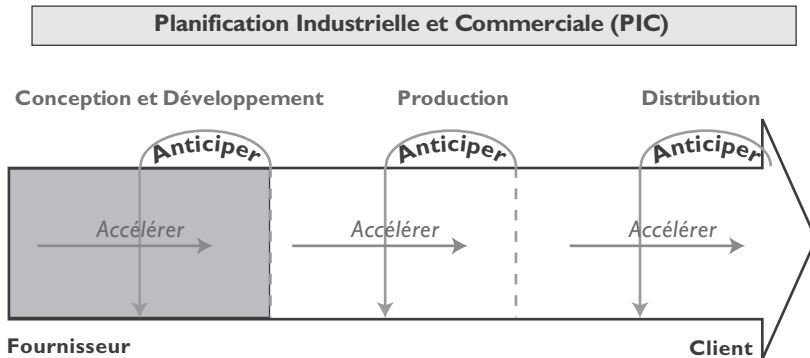 Planification Industrielle et Commerciale (PIC)
Conception et Développement Production Distribution
Anticiper Anticiper Anticiper
Accélérer Accélérer Accélérer
Fournisseur Client